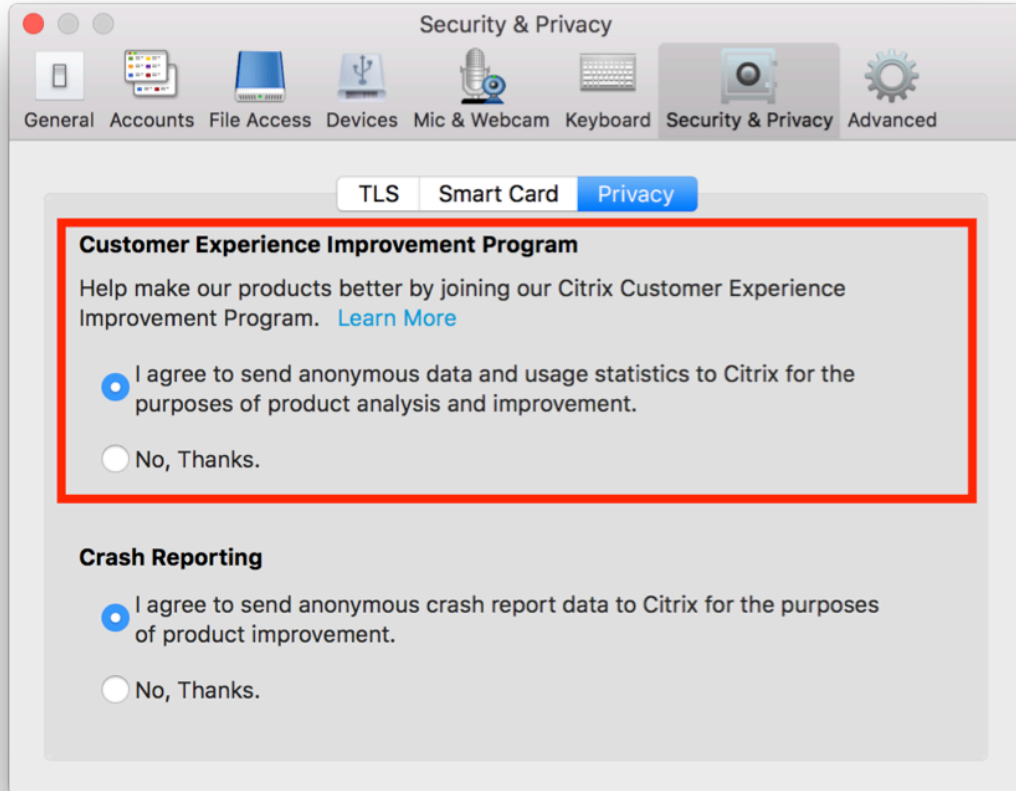 Security & Privacy
General Accounts File Access Devices Mic & Webcam Keyboard Security & Privacy Advanced
TLS Smart Card Privacy
Customer Experience Improvement Program
Help make our products better by joining our Citrix Customer Experience
Improvement Program. Learn More
I agree to send anonymous data and usage statistics to Citrix for the
purposes of product analysis and improvement.
No, Thanks.
Crash Reporting
I agree to send anonymous crash report data to Citrix for the purposes
of product improvement.
No, Thanks.